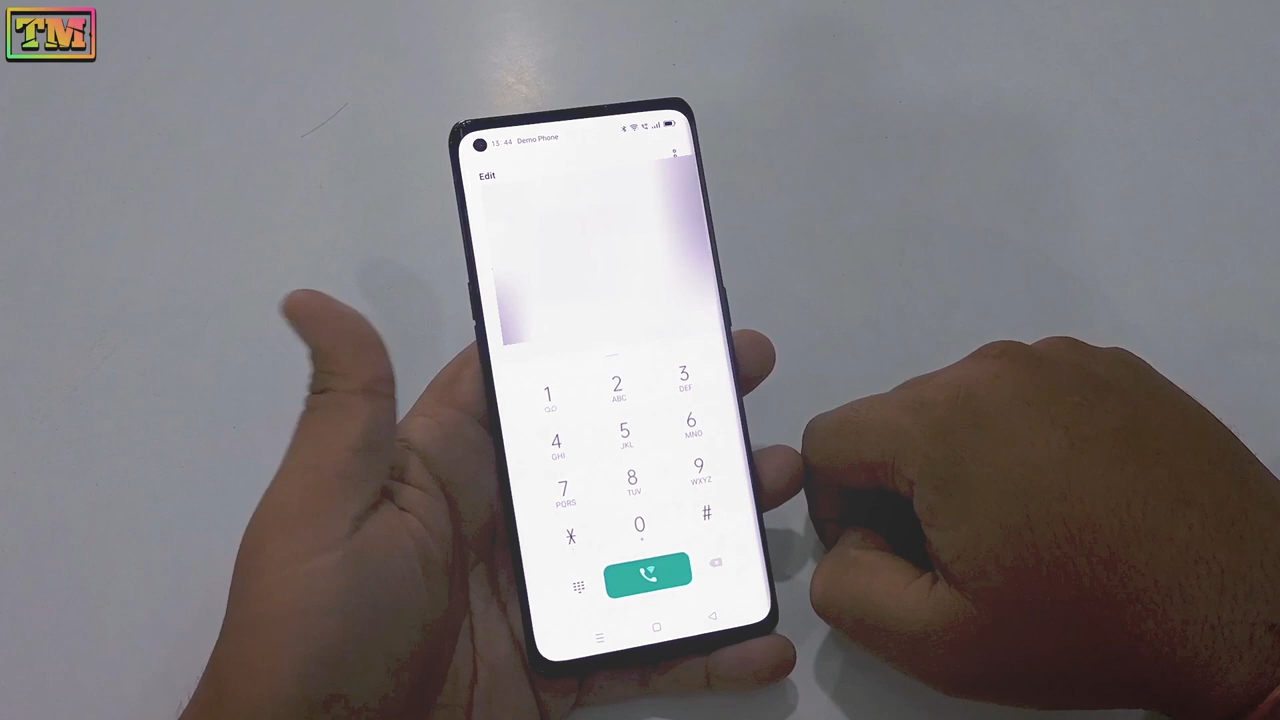 TM
13 44 Demo Phone
Edit
1 2 3
ABC DEF
4 5 6
GHI JKL MNO
7 8 9
PQRS TUV WXYZ
* 0 #
+